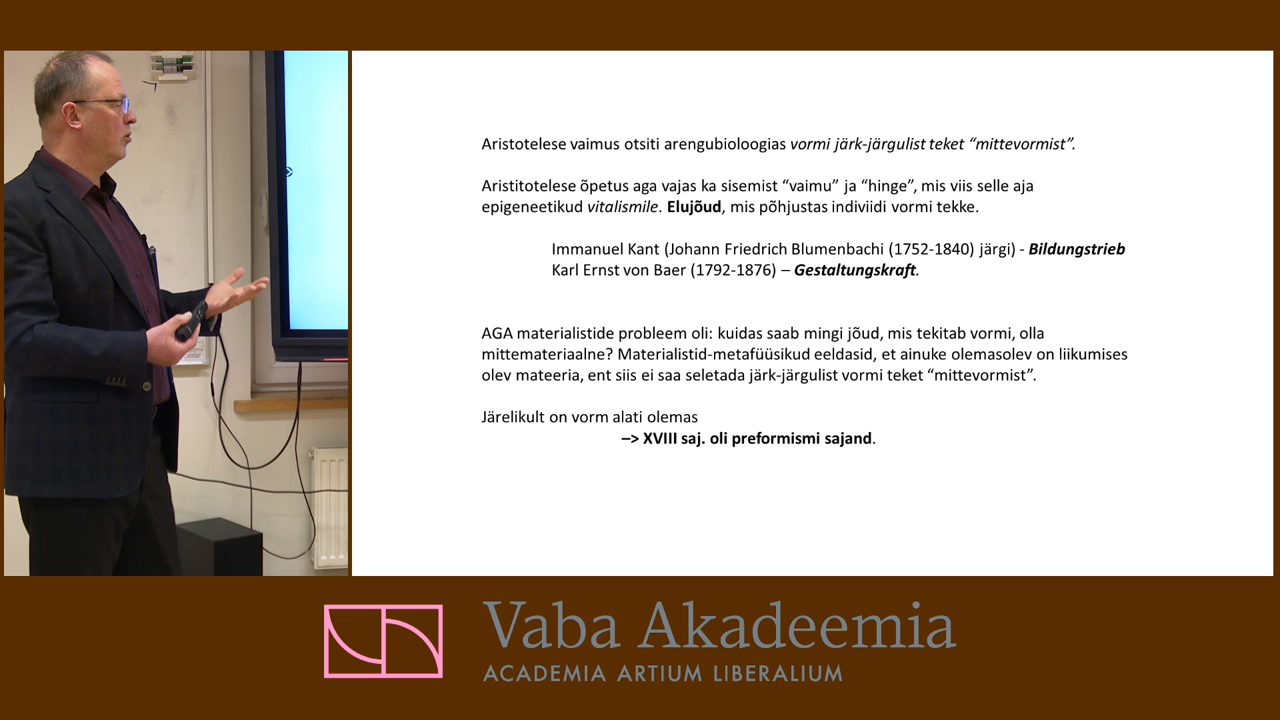 Aristotelese vaimus otsiti arengubioloogias vormi järk-järgulist teket “mittevormist”.
Aristitotelese õpetus aga vajas ka sisemist “vaimu” ja “hinge”, mis viis selle aja
epigeneetikud vitalismile. Elujõud, mis põhjustas indiviidi vormi tekke.
Immanuel Kant (Johann Friedrich Blumenbachi (1752-1840) järgi) - Bildungstrieb
Karl Ernst von Baer (1792-1876) – Gestaltungskraft.
AGA materialistide probleem oli: kuidas saab mingi jõud, mis tekitab vormi, olla
mittemateriaalne? Materialistid-metafüüsikud eeldasid, et ainuke olemasolev on liikumises
olev mateeria, ent siis ei saa seletada järk-järgulist vormi teket “mittevormist”.
Järelikult on vorm alati olemas
–> XVIII saj. oli preformismi sajand.
Vaba Akadeemia
ACADEMIA ARTIUM LIBERALIUM